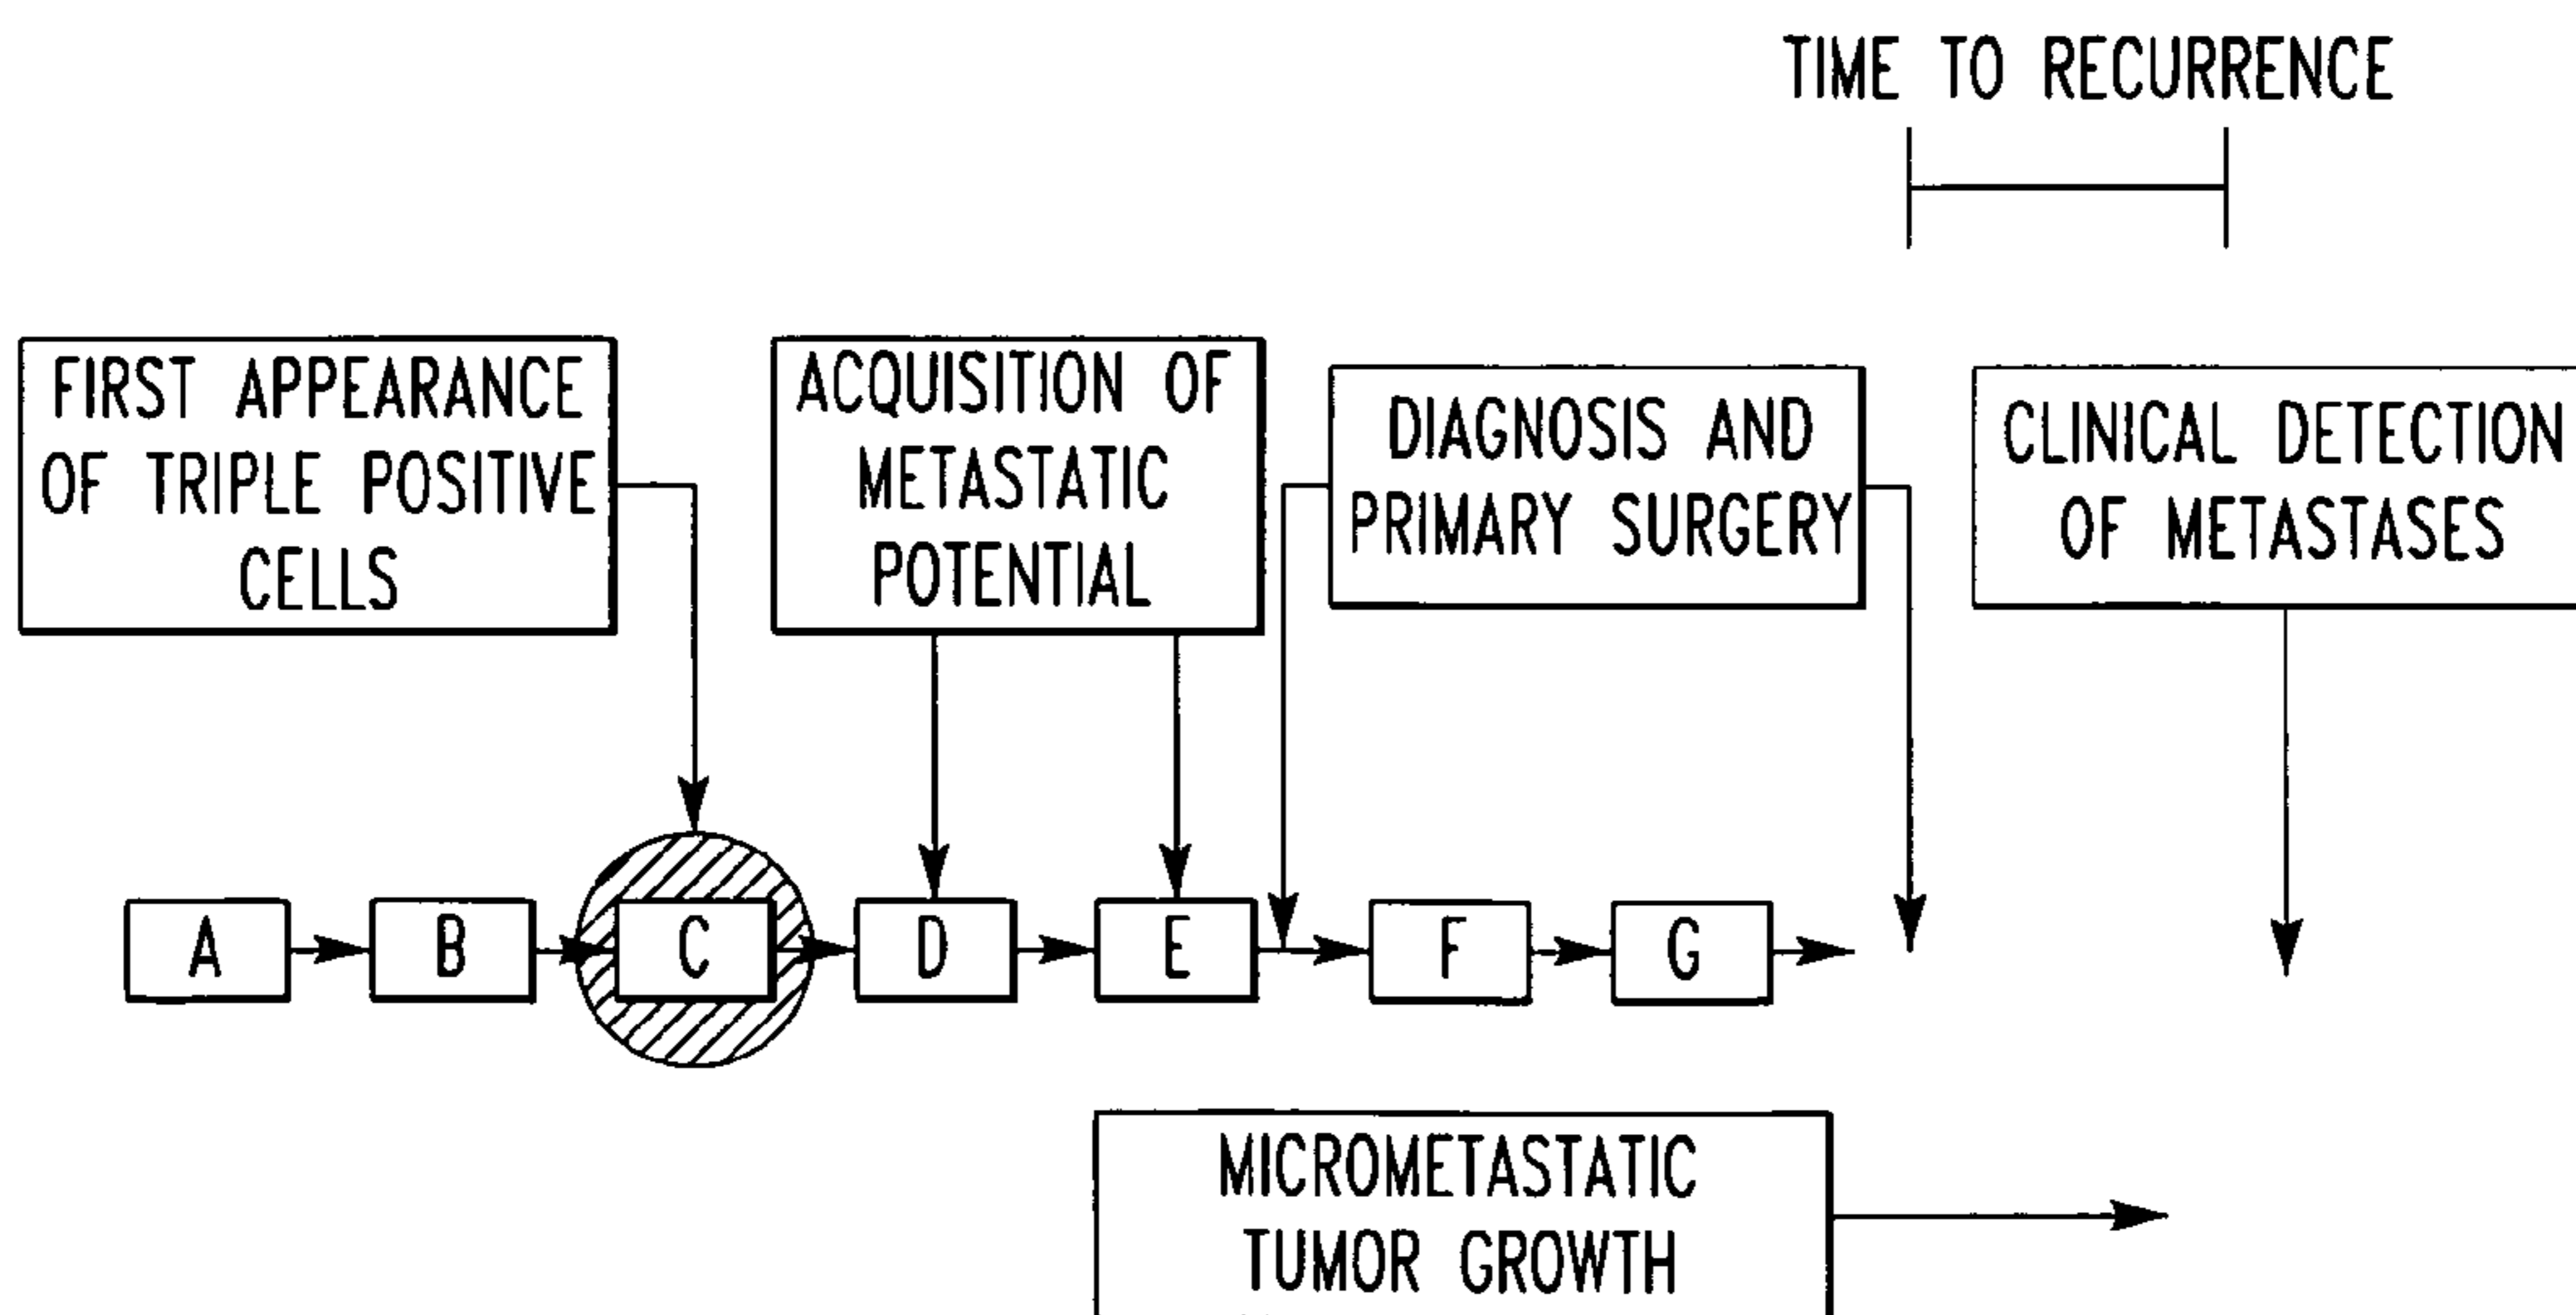 TIME TO RECURRENCE
FIRST APPEARANCE
OF TRIPLE POSITIVE
CELLS
ACQUISITION OF
METASTATIC
POTENTIAL
DIAGNOSIS AND
PRIMARY SURGERY
CLINICAL DETECTION
OF METASTASES
A
B
C
D
E
F
G
MICROMETASTATIC
TUMOR GROWTH